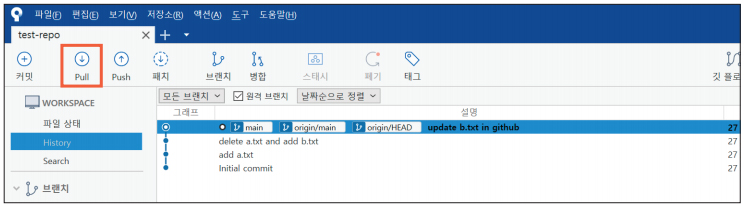 파일(F) 편집(E) 보기(V) 저장소(R) 액션(A) 도구 도움말(H)
test-repo
커밋 Pull Push 패치 브랜치 병합 스태시 폐기 태그 깃 플로
모든 브랜치 원격 브랜치 날짜순으로 정렬
WORKSPACE
파일 상태
History
Search
브랜치
그래프 설명
main origin/main origin/HEAD update b.txt in github 27
delete a.txt and add b.txt 27
add a.txt 27
Initial commit 27